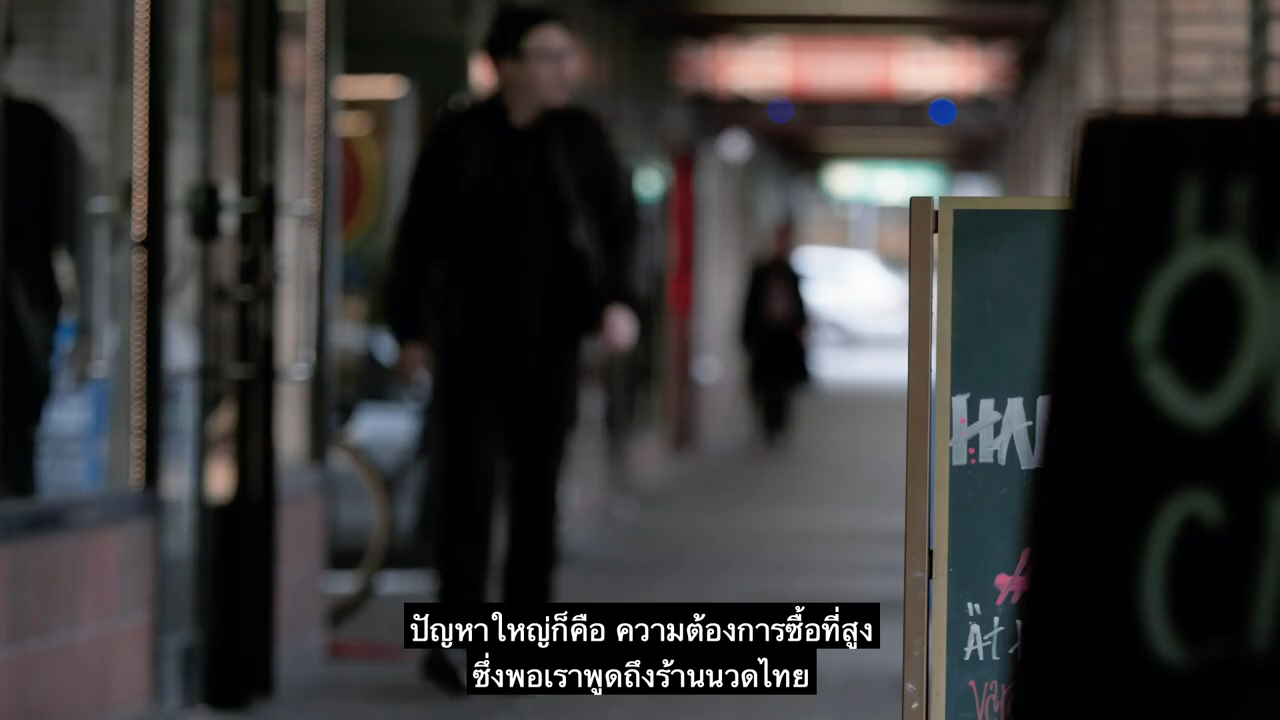 HA
Ät
ปัญหาใหญ่ก็คือ ความต้องการซื้อที่สูง
ซึ่งพอเราพูดถึงร้านนวดไทย